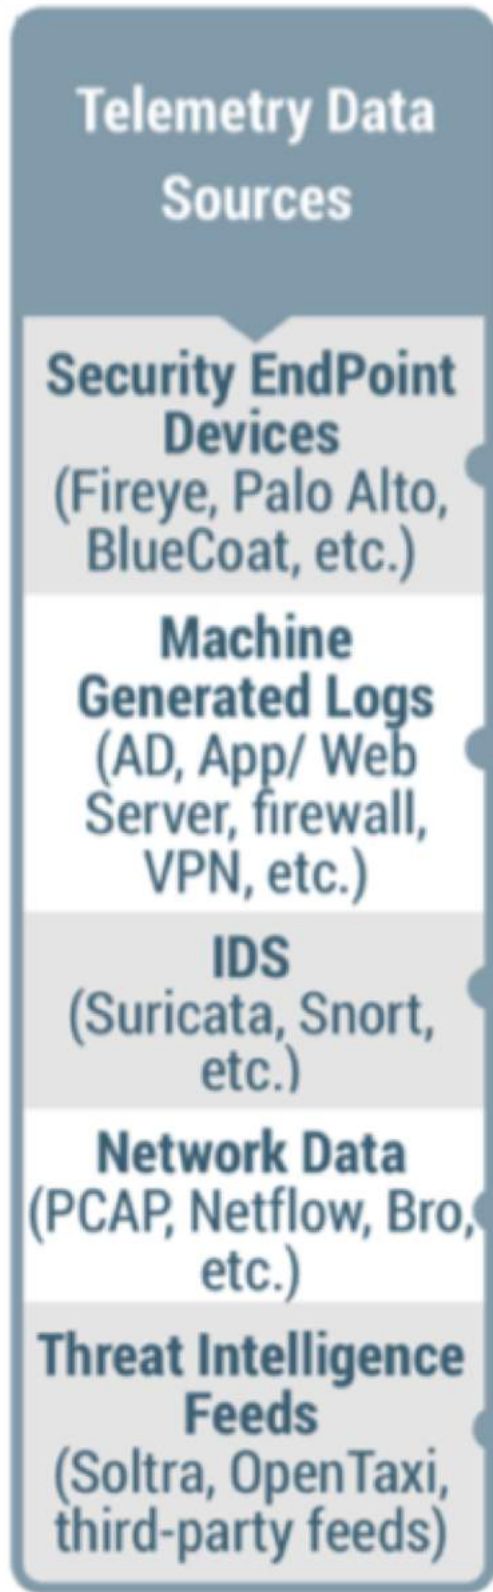 Telemetry Data
Sources
Security EndPoint
Devices
(Fireye, Palo Alto,
BlueCoat, etc.)
Machine
Generated Logs
(AD, App/ Web
Server, firewall,
VPN, etc.)
IDS
(Suricata, Snort,
etc.)
Network Data
(PCAP, Netflow, Bro,
etc.)
Threat Intelligence
Feeds
(Soltra, OpenTaxi,
third-party feeds)